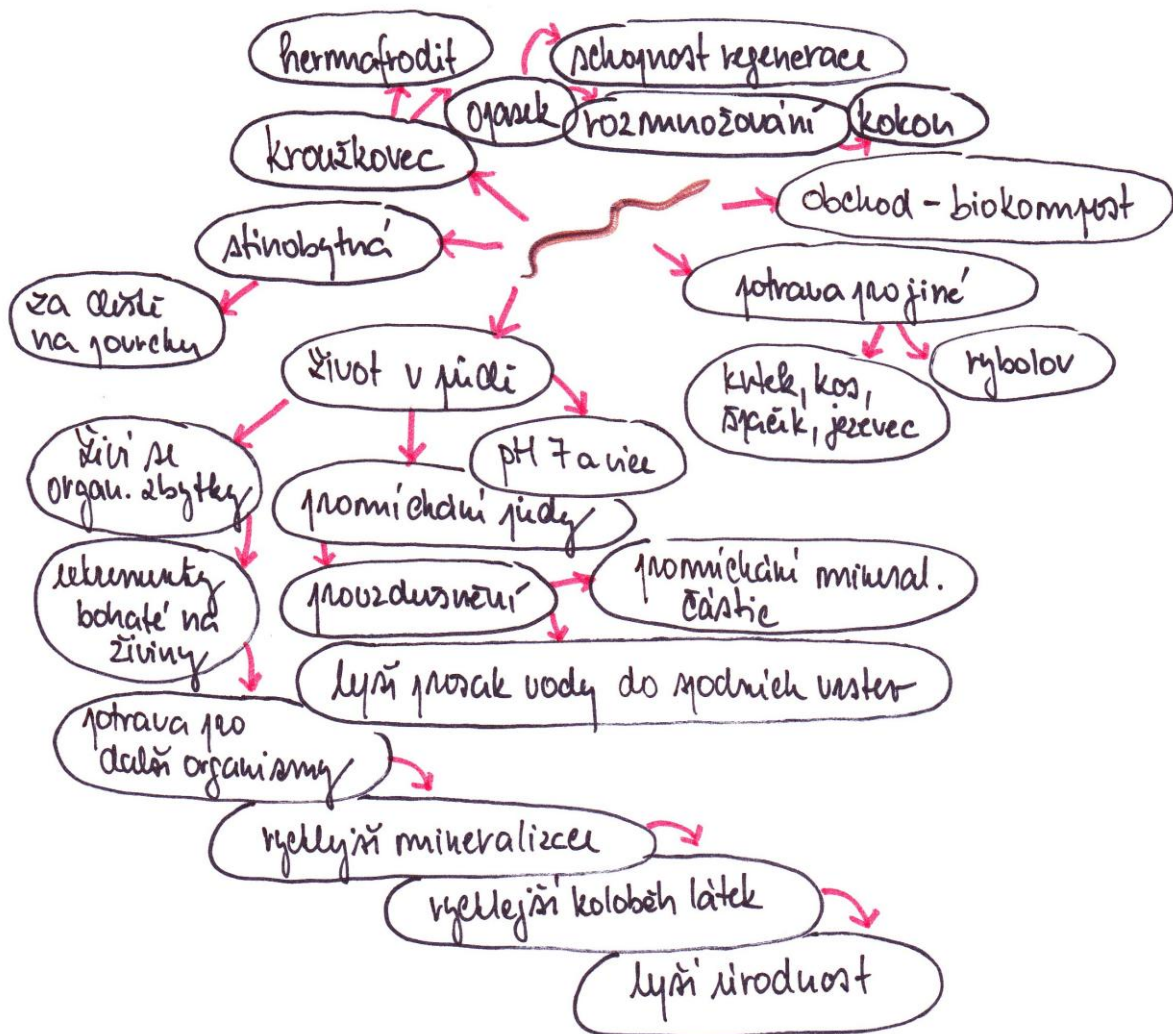 hermafrodit
schopnost regenerace
opasek
rozmnožování
kokon
kroužkovec
obchod - biokompost
stinobytná
potrava pro jiné
za deště
na povrchu
život v půdě
rybolov
krtek, kos,
špaček, jezevec
živí se
organ. zbytky
pH 7 a více
promíchání půdy
exkrementy
bohaté na
živiny
provzdušnění
promíchání minerál.
částic
lepší prosak vody do spodních vrstev
potrava pro
další organismy
rychlejší mineralizace
rychlejší koloběh látek
lepší úrodnost